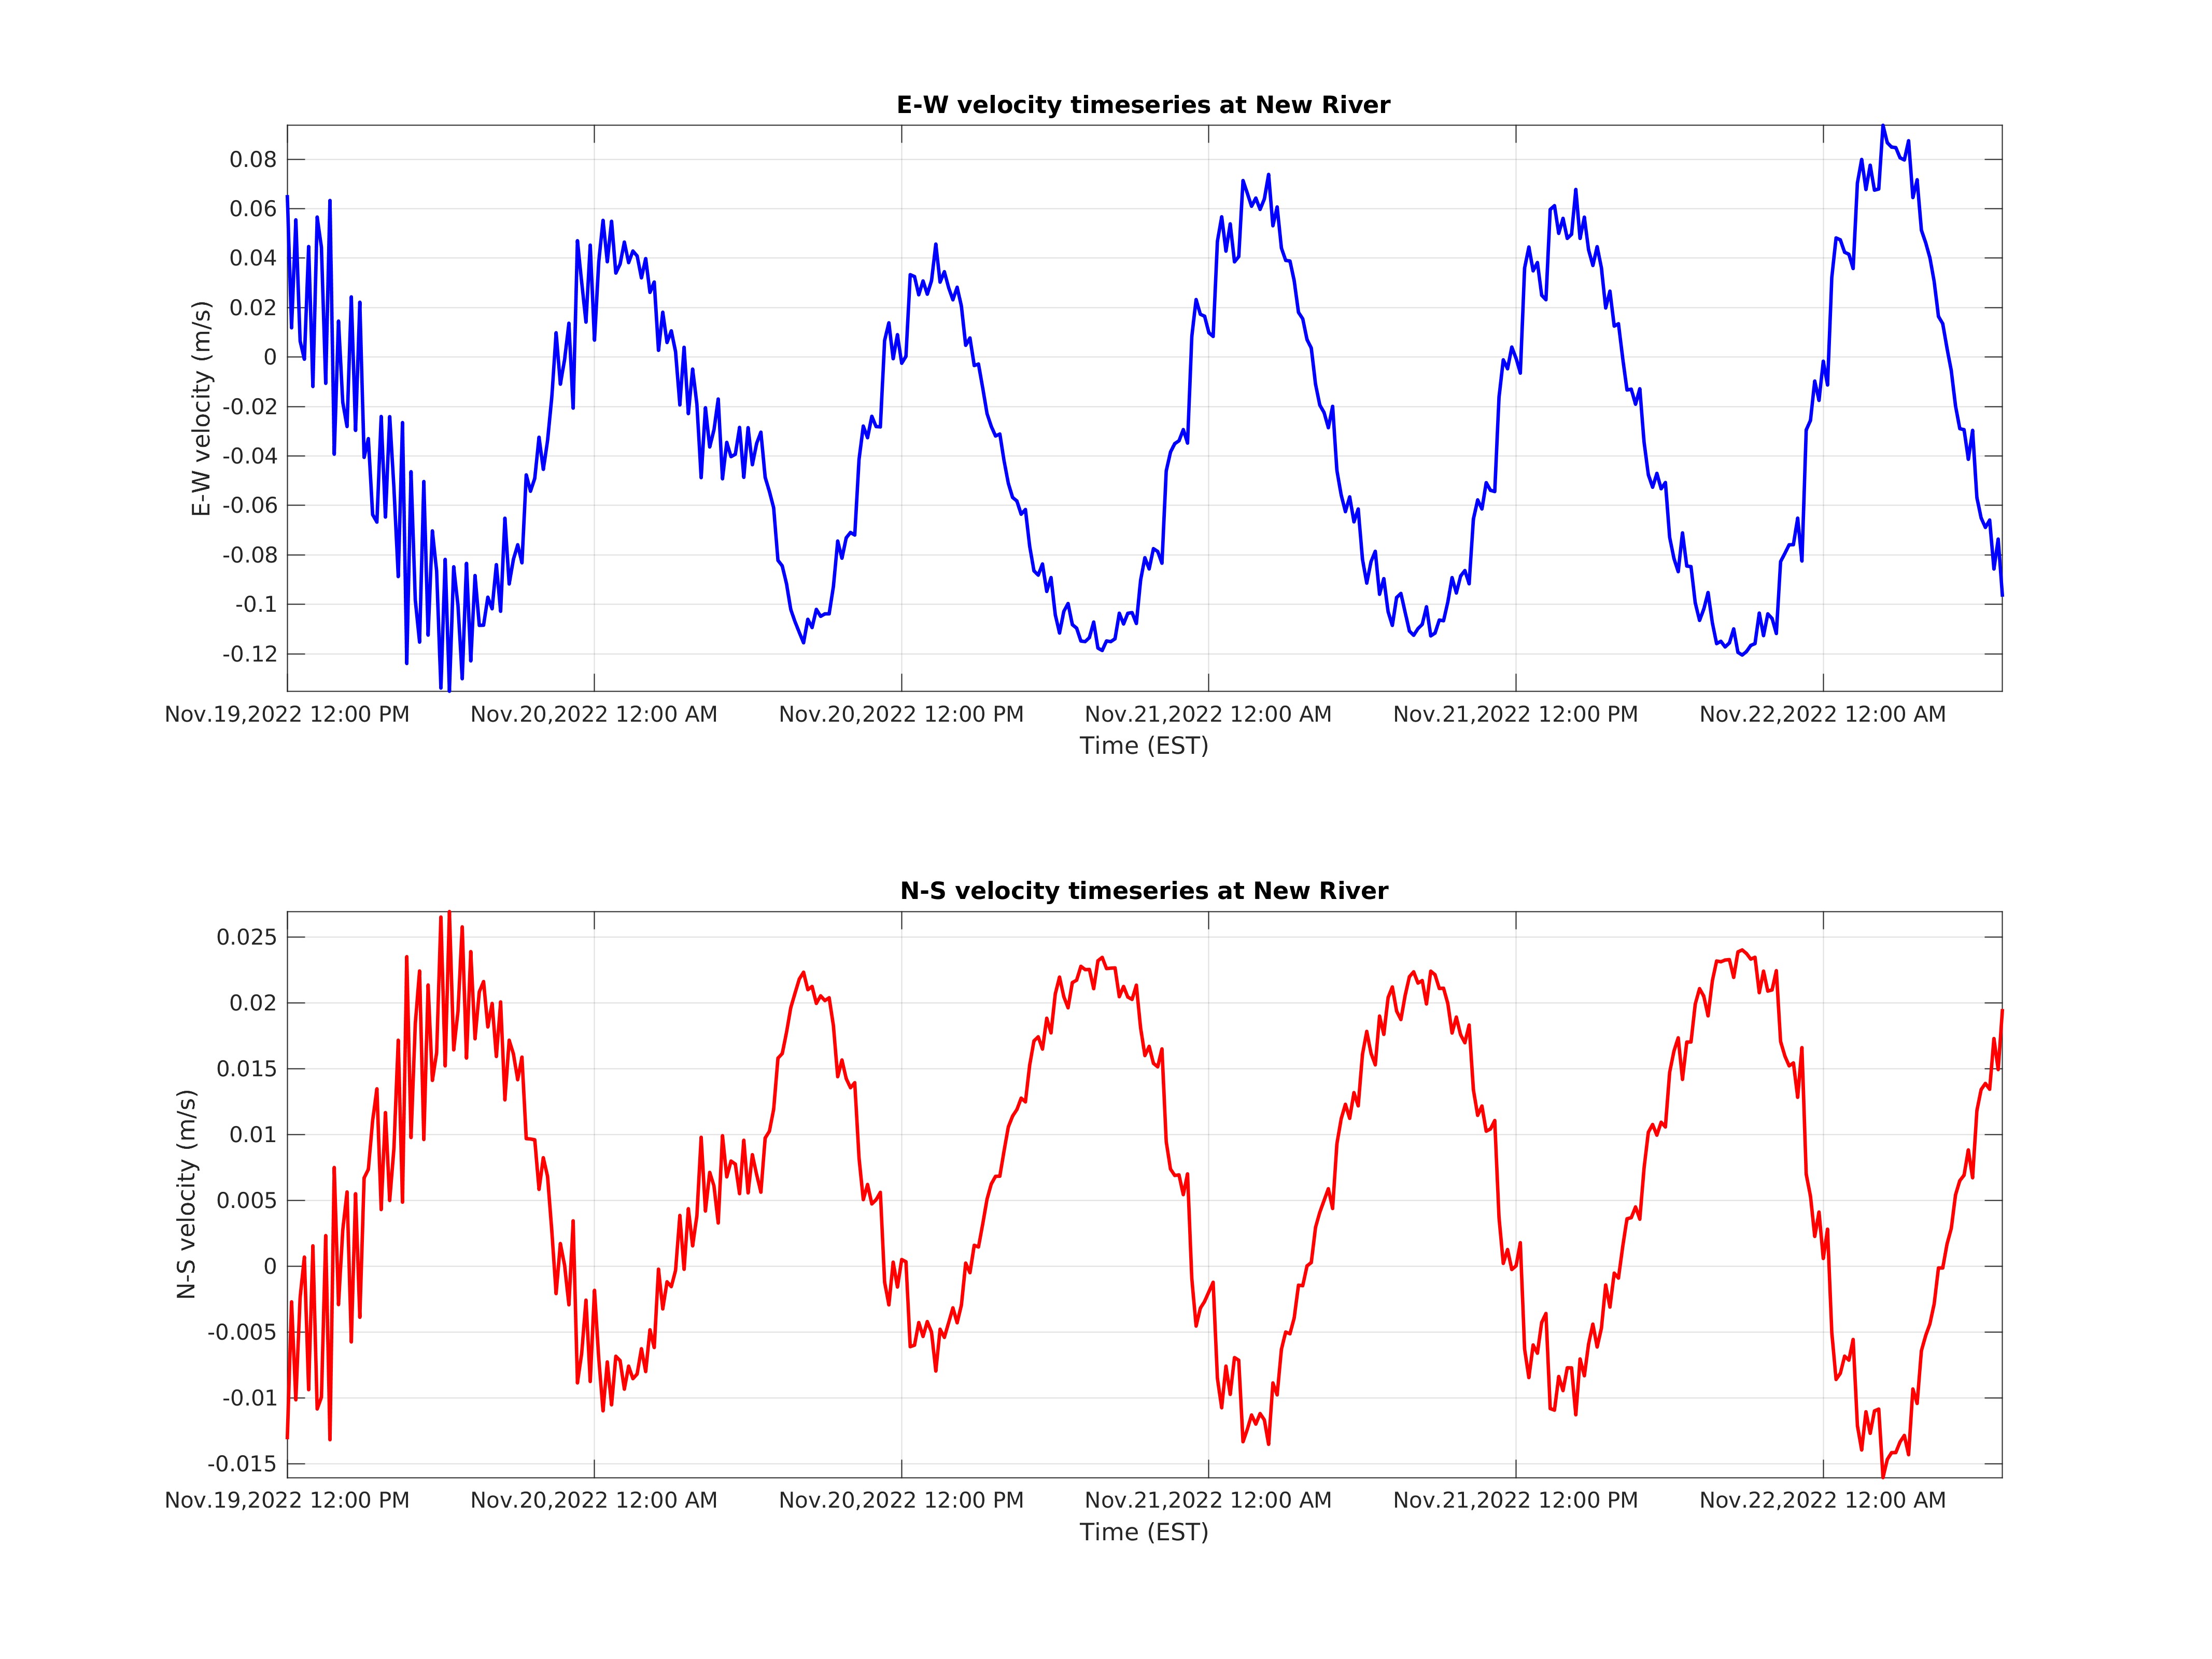 E-W velocity timeseries at New River
E-W velocity (m/s)
0.08
0.06
0.04
0.02
0
-0.02
-0.04
-0.06
-0.08
-0.1
-0.12
Nov.19,2022 12:00 PM Nov.20,2022 12:00 AM Nov.20,2022 12:00 PM Nov.21,2022 12:00 AM Nov.21,2022 12:00 PM Nov.22,2022 12:00 AM
Time (EST)
N-S velocity timeseries at New River
N-S velocity (m/s)
0.025
0.02
0.015
0.01
0.005
0
-0.005
-0.01
-0.015
Nov.19,2022 12:00 PM Nov.20,2022 12:00 AM Nov.20,2022 12:00 PM Nov.21,2022 12:00 AM Nov.21,2022 12:00 PM Nov.22,2022 12:00 AM
Time (EST)